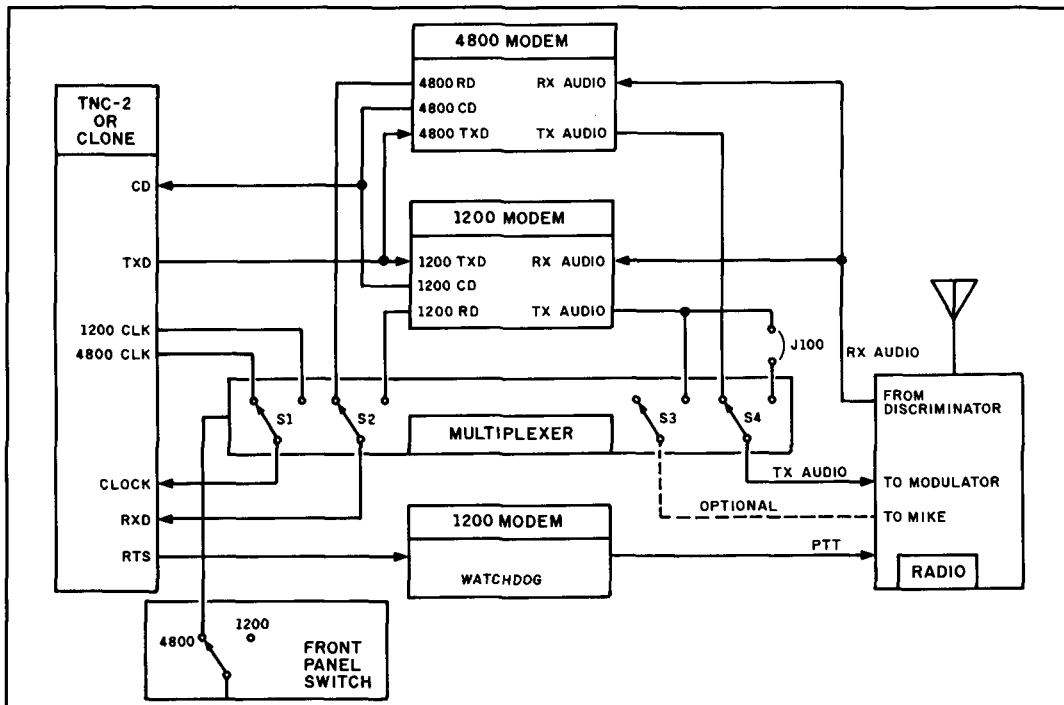 4800 MODEM
4800 RD
RX AUDIO
4800 CD
4800 TXD
TX AUDIO
TNC-2
OR
CLONE
CD
TXD
1200 CLK
4800 CLK
CLOCK
RXD
RTS
1200 MODEM
1200 TXD
RX AUDIO
1200 CD
1200 RD
TX AUDIO
J100
RX AUDIO
S1
S2
S3
S4
MULTIPLEXER
TX AUDIO
OPTIONAL
FROM
DISCRIMINATOR
TO MODULATOR
TO MIKE
RADIO
1200 MODEM
WATCHDOG
PTT
4800
1200
FRONT
PANEL
SWITCH